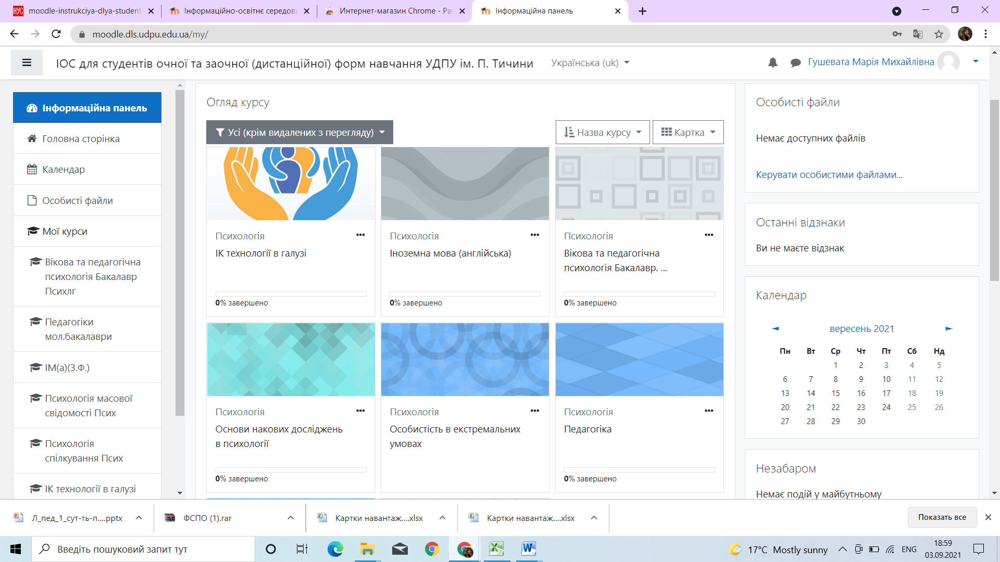 НУС
moodle-instrukciya-dlya-student
Інформаційно-освітнє середови
Интернет-магазин Chrome - Рас
Інформаційна панель
moodle.dls.udpu.edu.ua/my/
ІОС для студентів очної та заочної (дистанційної) форм навчання УДПУ ім. П. Тичини
Українська (uk)
Гушевата Марія Михайлівна
Інформаційна панель
Головна сторінка
Календар
Особисті файли
Мої курси
Вікова та педагогічна
психологія Бакалавр
Психлг
Педагогіки
мол.бакалаври
ІМ(а)(З.Ф.)
Психологія масової
свідомості Псих
Психологія
спілкування Псих
ІК технології в галузі
Огляд курсу
Усі (крім видалених з перегляду)
Назва курсу
Картка
Психологія
ІК технології в галузі
0% завершено
Психологія
Іноземна мова (англійська)
0% завершено
Психологія
Вікова та педагогічна
психологія Бакалавр. ...
0% завершено
Психологія
Основи накових досліджень
в психології
0% завершено
Психологія
Особистість в екстремальних
умовах
Психологія
Педагогіка
0% завершено
Особисті файли
Немає доступних файлів
Керувати особистими файлами...
Останні відзнаки
Ви не маєте відзнак
Календар
◄ вересень 2021 ►
Пн Вт Ср Чт Пт Сб Нд
1 2 3 4 5
6 7 8 9 10 11 12
13 14 15 16 17 18 19
20 21 22 23 24 25 26
27 28 29 30
Незабаром
Немає подій у майбутньому
Л_пед_1_сут-ть-п....pptx
ФСПО (1).rar
Картки навантаж....xlsx
Картки навантаж....xlsx
Показать все
Введіть пошуковий запит тут
17°C Mostly sunny
ENG
18:59
03.09.2021